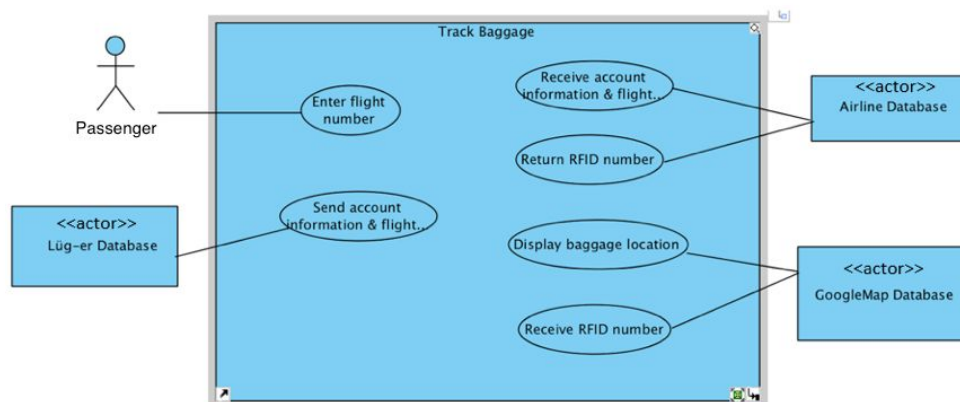 Track Baggage
Passenger
Enter flight
number
Receive account
information & flight...
<<actor>>
Airline Database
Return RFID number
<<actor>>
Lüg-er Database
Send account
information & flight...
Display baggage location
<<actor>>
GoogleMap Database
Receive RFID number